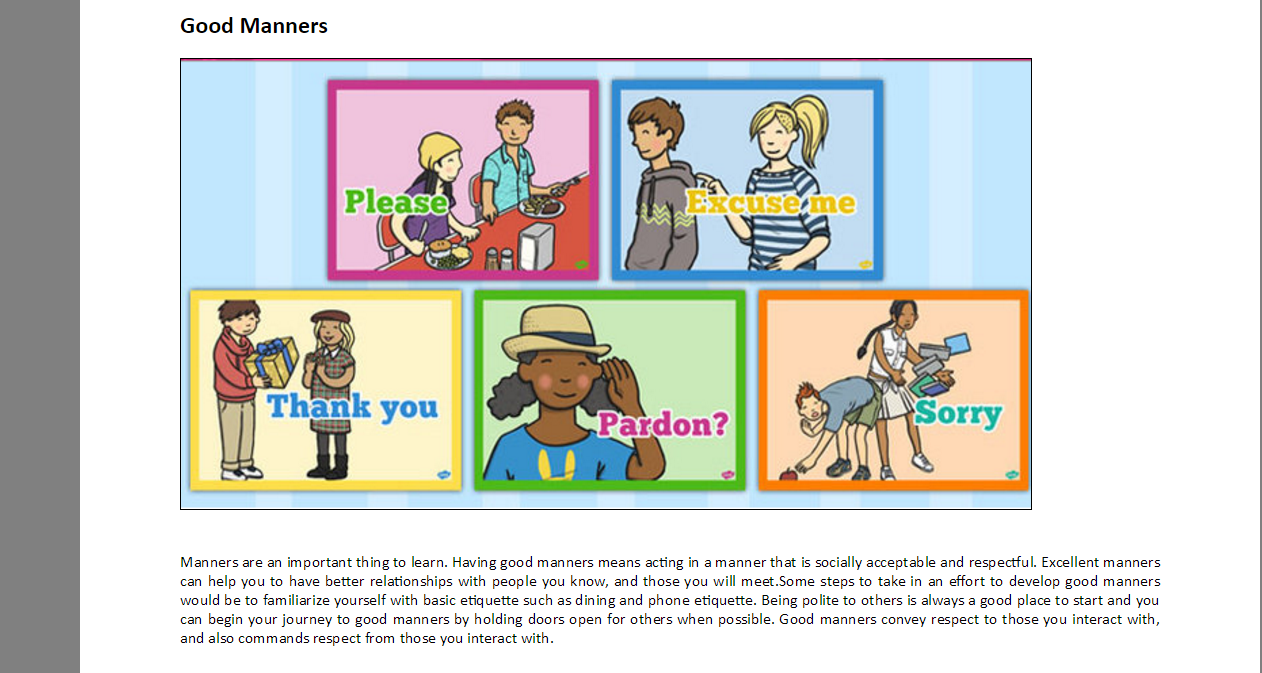 Good Manners
Please
Excuse me
Thank you
Pardon?
Sorry
Manners are an important thing to learn. Having good manners means acting in a manner that is socially acceptable and respectful. Excellent manners
can help you to have better relationships with people you know, and those you will meet.Some steps to take in an effort to develop good manners
would be to familiarize yourself with basic etiquette such as dining and phone etiquette. Being polite to others is always a good place to start and you
can begin your journey to good manners by holding doors open for others when possible. Good manners convey respect to those you interact with,
and also commands respect from those you interact with.